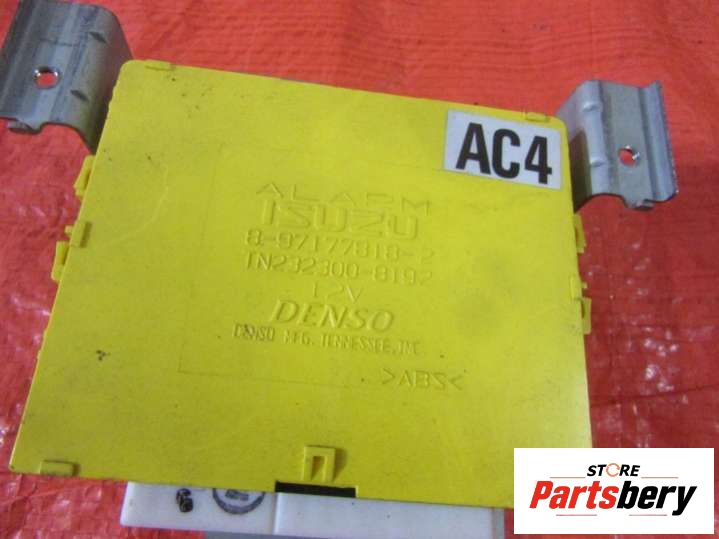 AC4
ALARM
ISUZU
8-97177818-2
TN232300-8192
12V
DENSO
DENSO MFG. TENNESSEE, INC.
>ABS<
STORE
Partsbery